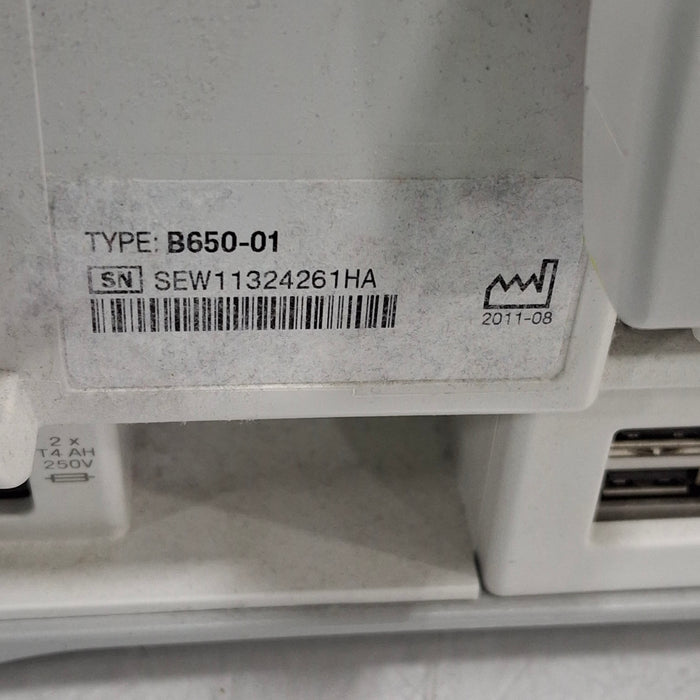 TYPE: B650-01
SN SEW11324261HA
2011-08
2 x
T4 AH
250V